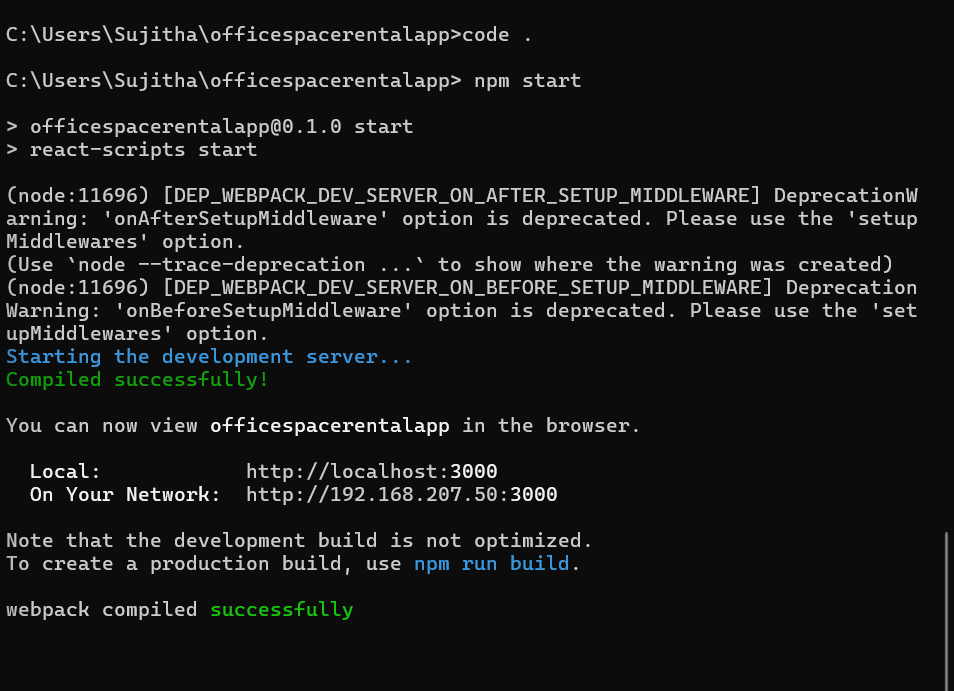 C:\Users\Sujitha\officespacerentalapp>code .
C:\Users\Sujitha\officespacerentalapp> npm start
> officespacerentalapp@0.1.0 start
> react-scripts start
(node:11696) [DEP_WEBPACK_DEV_SERVER_ON_AFTER_SETUP_MIDDLEWARE] DeprecationW
arning: 'onAfterSetupMiddleware' option is deprecated. Please use the 'setup
Middlewares' option.
(Use `node --trace-deprecation ...` to show where the warning was created)
(node:11696) [DEP_WEBPACK_DEV_SERVER_ON_BEFORE_SETUP_MIDDLEWARE] Deprecation
Warning: 'onBeforeSetupMiddleware' option is deprecated. Please use the 'set
upMiddlewares' option.
Starting the development server...
Compiled successfully!
You can now view officespacerentalapp in the browser.
Local: http://localhost:3000
On Your Network: http://192.168.207.50:3000
Note that the development build is not optimized.
To create a production build, use npm run build.
webpack compiled successfully